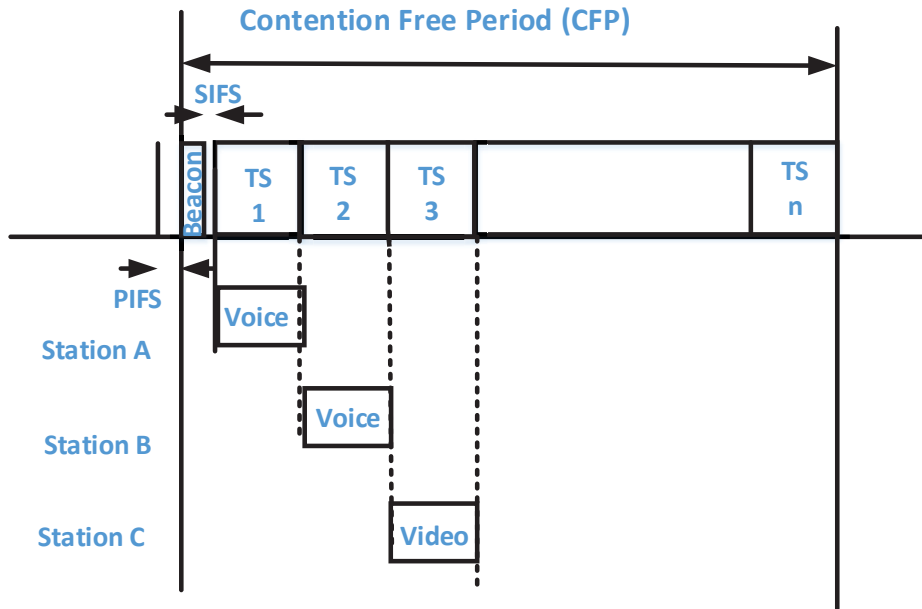 Contention Free Period (CFP)
SIFS
Beacon
TS
1
TS
2
TS
3
TS
n
PIFS
Voice
Station A
Voice
Station B
Video
Station C